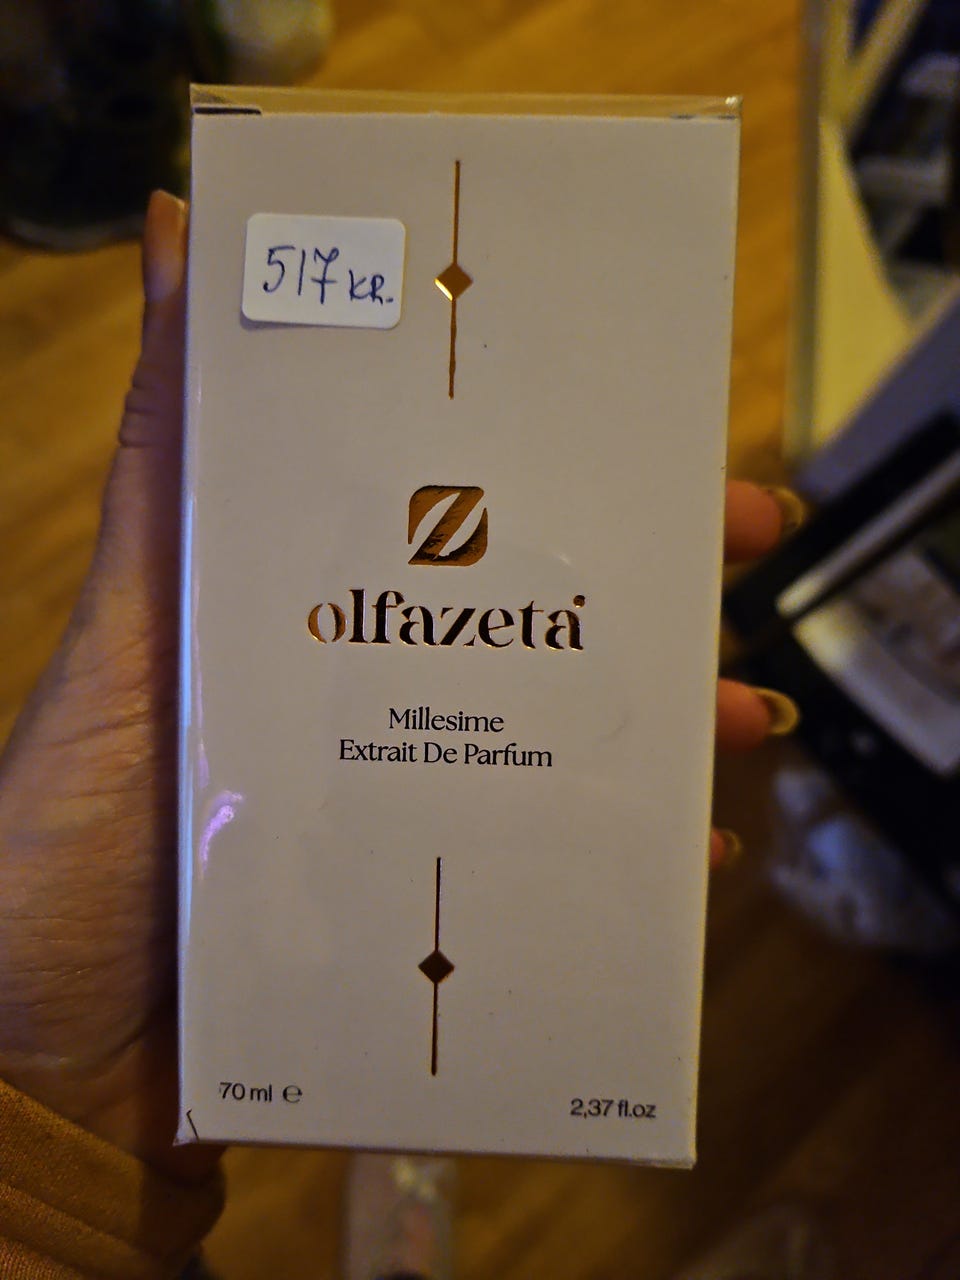 517 KR.
olfazeta
Millesime
Extrait De Parfum
70 ml ℮
2,37 fl.oz